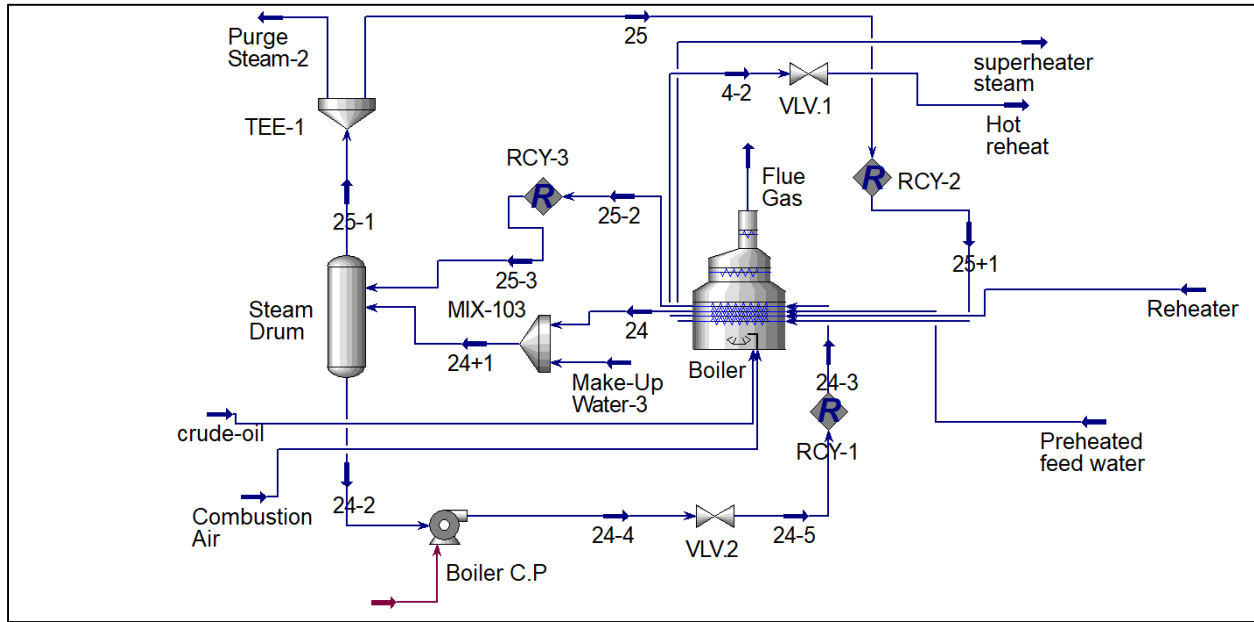 Purge
Steam-2
25
superheater
steam
4-2
VLV.1
TEE-1
Hot
reheat
RCY-3
R
25-2
Flue
Gas
R
RCY-2
25-1
25-3
25+1
Steam
Drum
MIX-103
24
24+1
Reheater
Boiler
Make-Up
Water-3
24-3
R
crude-oil
RCY-1
Preheated
feed water
24-2
Combustion
Air
24-4
VLV.2
24-5
Boiler C.P